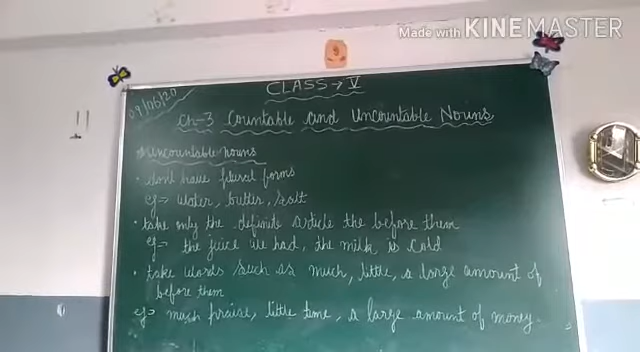 Made with KINEMASTER
09/06/20
CLASS → V
Ch-3 Countable and Uncountable Nouns
Uncountable nouns
• don't have plural forms
eg → water, butter, salt
• take only the definite article the before them
eg → the juice we had, the milk is cold
• take words such as much, little, a large amount of
before them
eg → much praise, little time, a large amount of money.